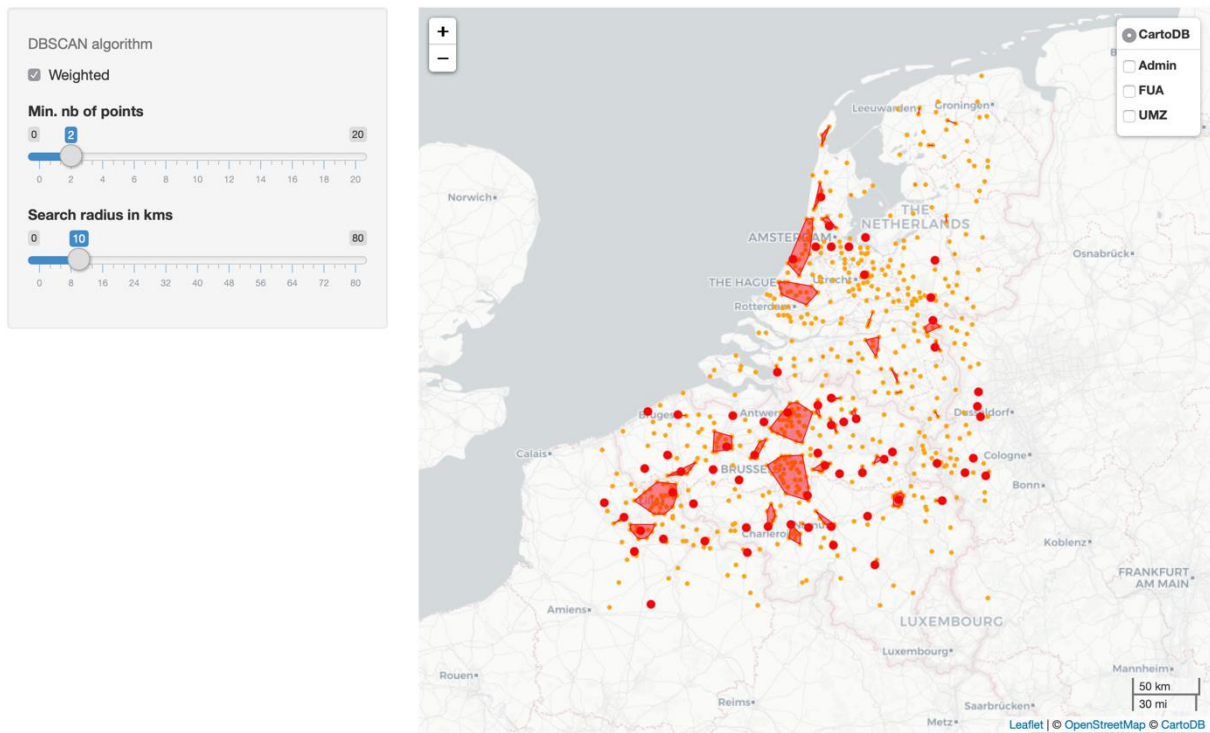 DBSCAN algorithm
Weighted
Min. nb of points
0 2 20
0 2 4 6 8 10 12 14 16 18 20
Search radius in kms
0 10 80
0 8 16 24 32 40 48 56 64 72 80
+
−
CartoDB
Admin
FUA
UMZ
Leeuwarden
Groningen
Norwich
THE
NETHERLANDS
AMSTERDAM
Osnabrück
THE HAGUE
Utrecht
Rotterdam
Bruges
Antwer
Dusseldorf
Calais
BRUSSE
Cologne
Bonn
Lille
Namu
Charleroi
Koblenz
FRANKFURT
AM MAIN
Amiens
LUXEMBOURG
Luxembourg
Rouen
Mannheim
Reims
Saarbrücken
Metz
50 km
30 mi
Leaflet | © OpenStreetMap © CartoDB